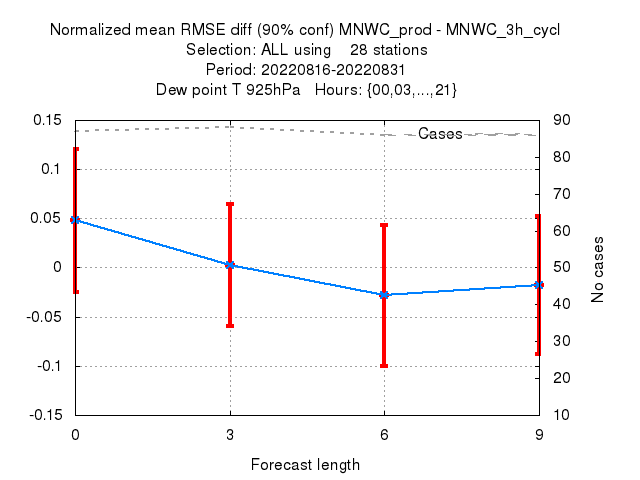 Normalized mean RMSE diff (90% conf) MNWC_prod - MNWC_3h_cycl
Selection: ALL using 28 stations
Period: 20220816-20220831
Dew point T 925hPa Hours: {00,03,...,21}
0.15
0.1
0.05
0
-0.05
-0.1
-0.15
Cases
90
80
70
60
50
40
30
20
10
No cases
0 3 6 9
Forecast length